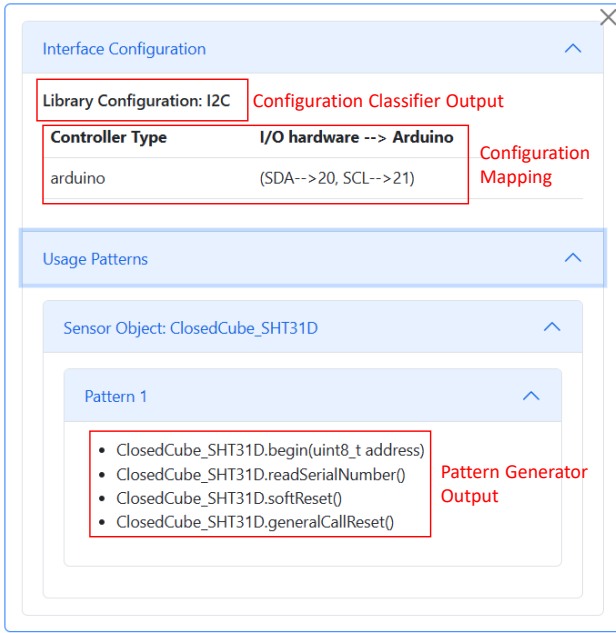 Interface Configuration
Library Configuration: I2C
Configuration Classifier Output
Controller Type
I/O hardware --> Arduino
Configuration
Mapping
arduino
(SDA-->20, SCL-->21)
Usage Patterns
Sensor Object: ClosedCube_SHT31D
Pattern 1
• ClosedCube_SHT31D.begin(uint8_t address)
• ClosedCube_SHT31D.readSerialNumber()
• ClosedCube_SHT31D.softReset()
• ClosedCube_SHT31D.generalCallReset()
Pattern Generator
Output